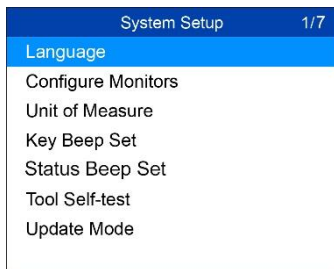 System Setup 1/7
Language
Configure Monitors
Unit of Measure
Key Beep Set
Status Beep Set
Tool Self-test
Update Mode